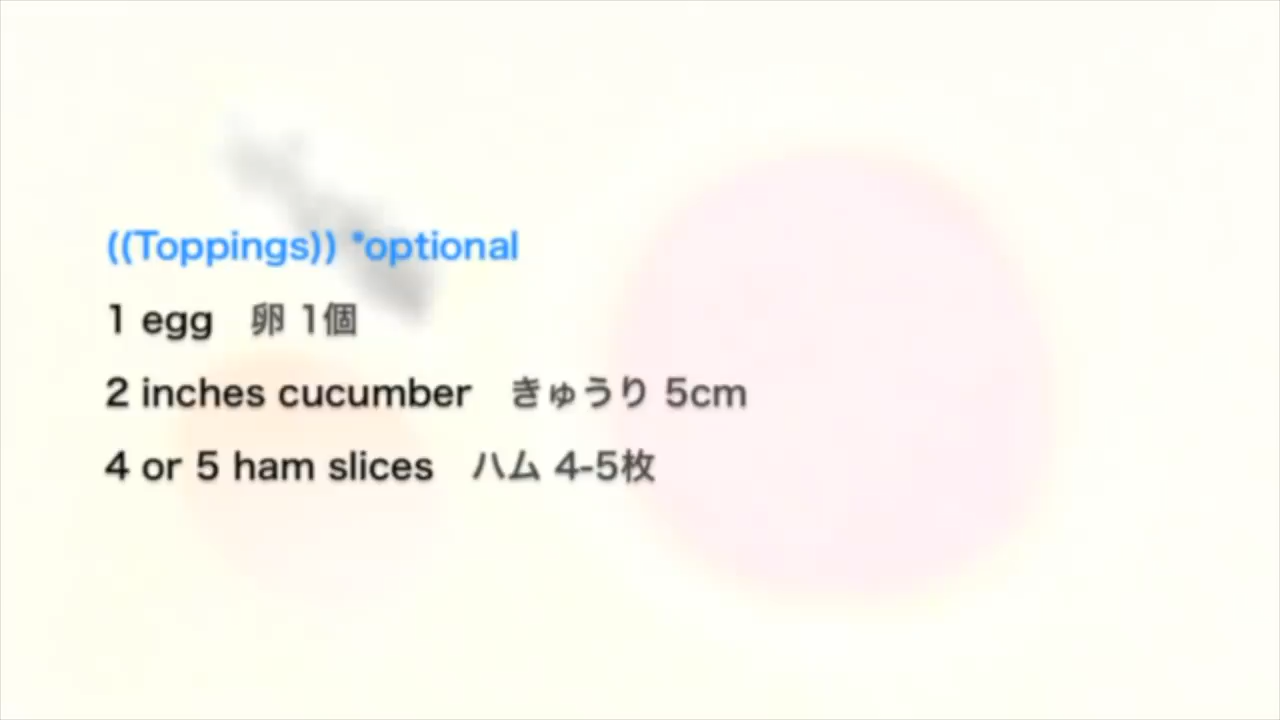 ((Toppings)) *optional
1 egg 卵 1個
2 inches cucumber きゅうり 5cm
4 or 5 ham slices ハム 4-5枚